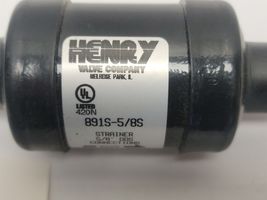 HENRY
VALVE COMPANY
MELROSE PARK, IL
UL
LISTED
420N
891S-5/8S
STRAINER
5/8" ODS
CONNECTIONS